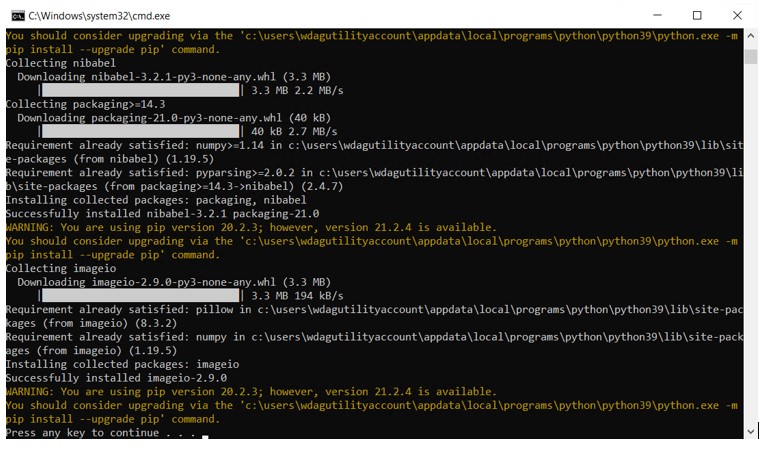 C:\Windows\system32\cmd.exe
You should consider upgrading via the 'c:\users\wdagutilityaccount\appdata\local\programs\python\python39\python.exe -m
pip install --upgrade pip' command.
Collecting nibabel
  Downloading nibabel-3.2.1-py3-none-any.whl (3.3 MB)
     |████████████████████████████████| 3.3 MB 2.2 MB/s
Collecting packaging>=14.3
  Downloading packaging-21.0-py3-none-any.whl (40 kB)
     |████████████████████████████████| 40 kB 2.7 MB/s
Requirement already satisfied: numpy>=1.14 in c:\users\wdagutilityaccount\appdata\local\programs\python\python39\lib\sit
e-packages (from nibabel) (1.19.5)
Requirement already satisfied: pyparsing>=2.0.2 in c:\users\wdagutilityaccount\appdata\local\programs\python\python39\li
b\site-packages (from packaging>=14.3->nibabel) (2.4.7)
Installing collected packages: packaging, nibabel
Successfully installed nibabel-3.2.1 packaging-21.0
WARNING: You are using pip version 20.2.3; however, version 21.2.4 is available.
You should consider upgrading via the 'c:\users\wdagutilityaccount\appdata\local\programs\python\python39\python.exe -m
pip install --upgrade pip' command.
Collecting imageio
  Downloading imageio-2.9.0-py3-none-any.whl (3.3 MB)
     |████████████████████████████████| 3.3 MB 194 kB/s
Requirement already satisfied: pillow in c:\users\wdagutilityaccount\appdata\local\programs\python\python39\lib\site-pac
kages (from imageio) (8.3.2)
Requirement already satisfied: numpy in c:\users\wdagutilityaccount\appdata\local\programs\python\python39\lib\site-pack
ages (from imageio) (1.19.5)
Installing collected packages: imageio
Successfully installed imageio-2.9.0
WARNING: You are using pip version 20.2.3; however, version 21.2.4 is available.
You should consider upgrading via the 'c:\users\wdagutilityaccount\appdata\local\programs\python\python39\python.exe -m
pip install --upgrade pip' command.
Press any key to continue . . .